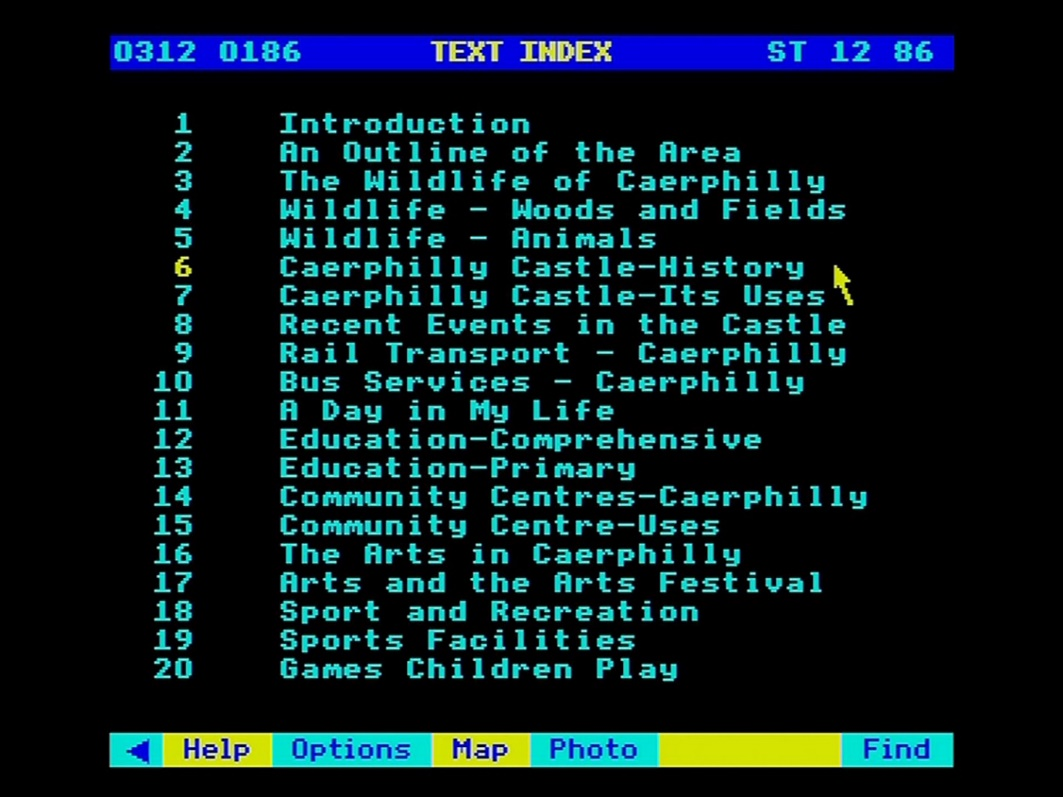 0312 0186 TEXT INDEX ST 12 86
1 Introduction
2 An Outline of the Area
3 The Wildlife of Caerphilly
4 Wildlife - Woods and Fields
5 Wildlife - Animals
6 Caerphilly Castle-History
7 Caerphilly Castle-Its Uses
8 Recent Events in the Castle
9 Rail Transport - Caerphilly
10 Bus Services - Caerphilly
11 A Day in My Life
12 Education-Comprehensive
13 Education-Primary
14 Community Centres-Caerphilly
15 Community Centre-Uses
16 The Arts in Caerphilly
17 Arts and the Arts Festival
18 Sport and Recreation
19 Sports Facilities
20 Games Children Play
Help Options Map Photo Find